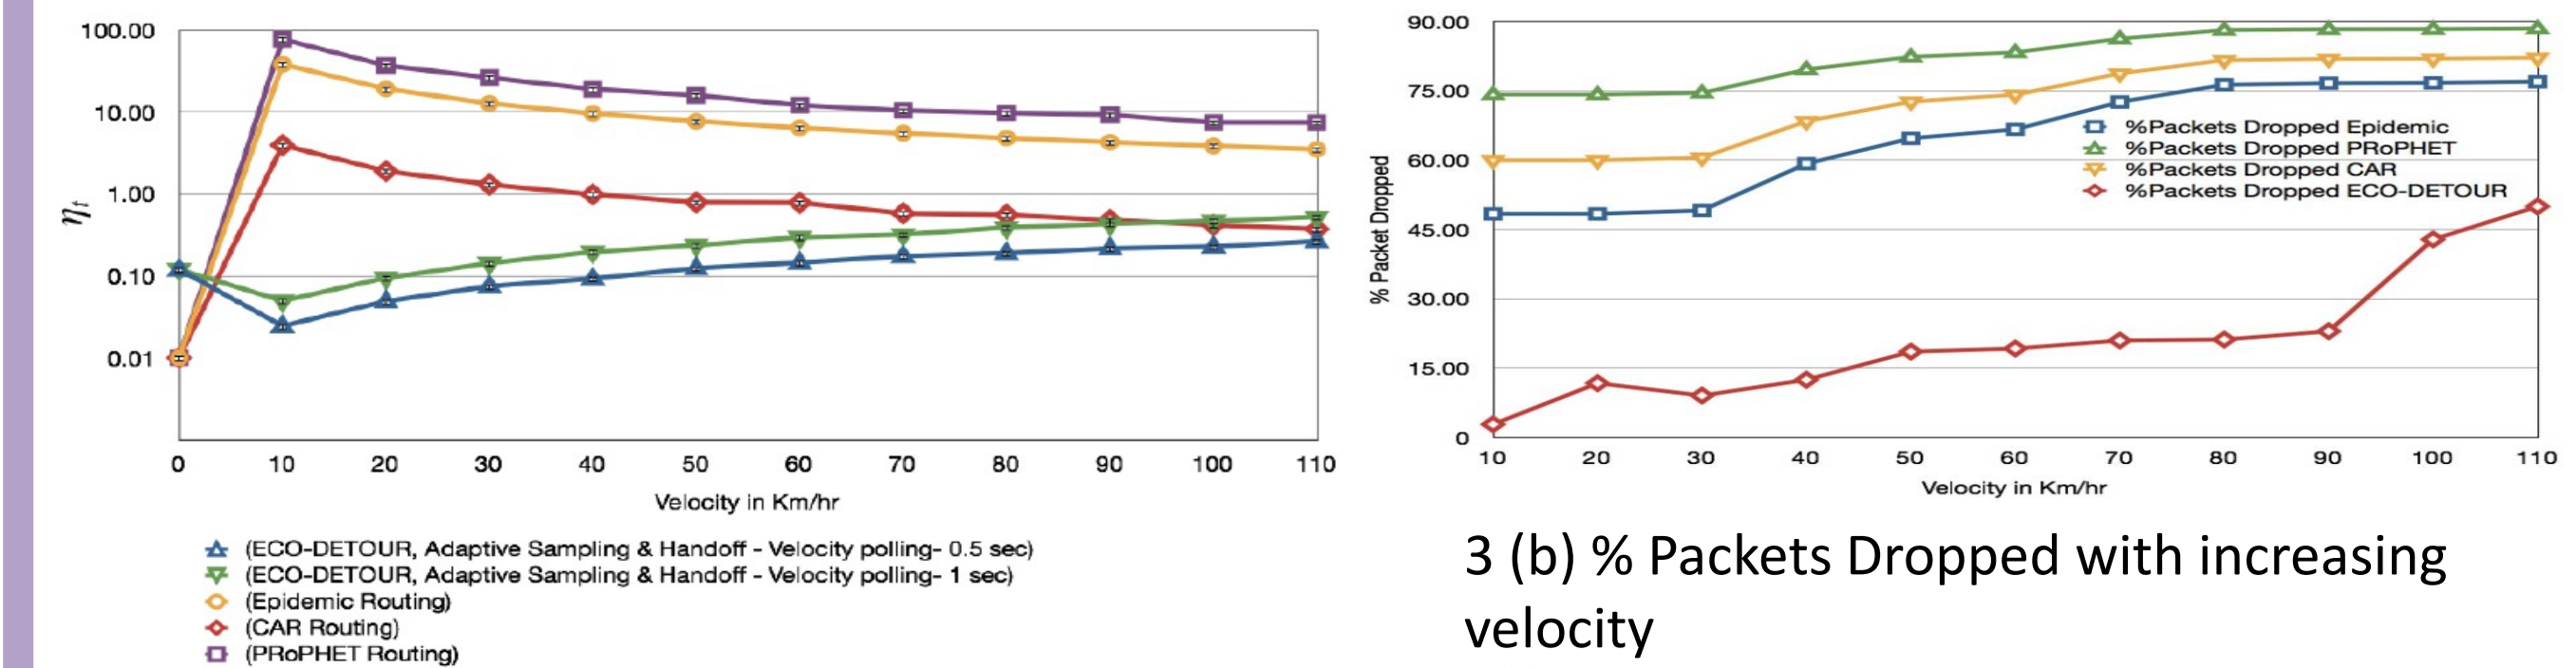 100.00
10.00
1.00
0.10
0.01
ηt
0 10 20 30 40 50 60 70 80 90 100 110
Velocity in Km/hr
(ECO-DETOUR, Adaptive Sampling & Handoff - Velocity polling- 0.5 sec)
(ECO-DETOUR, Adaptive Sampling & Handoff - Velocity polling- 1 sec)
(Epidemic Routing)
(CAR Routing)
(PRoPHET Routing)
90.00
75.00
60.00
45.00
30.00
15.00
0
% Packet Dropped
%Packets Dropped Epidemic
%Packets Dropped PRoPHET
%Packets Dropped CAR
%Packets Dropped ECO-DETOUR
10 20 30 40 50 60 70 80 90 100 110
Velocity in Km/hr
3 (b) % Packets Dropped with increasing
velocity